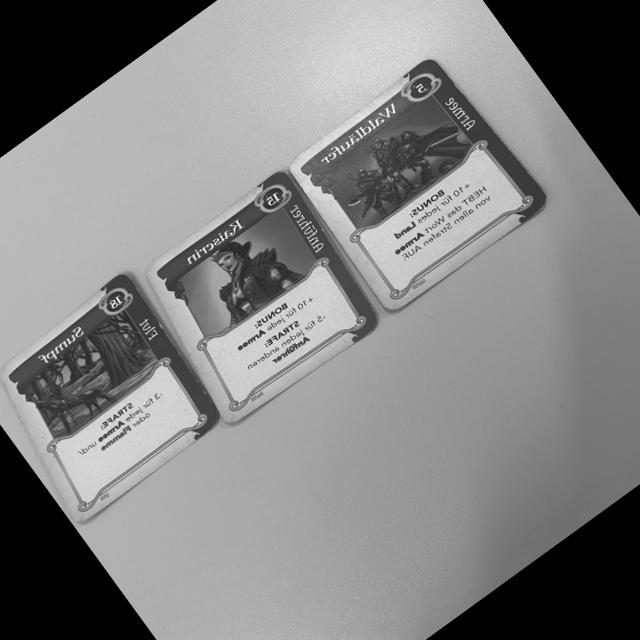 5
Waldläufer
Armee
BONUS:
+10 für jedes Land
HEBT das Wort Armee
von allen Strafen AUF
15
Kaiserin
Anführer
BONUS:
+10 für jede Armee
STRAFE:
-5 für jeden anderen
Anführer
18
Sumpf
Flut
STRAFE:
-3 für jede Armee und/
oder Flamme